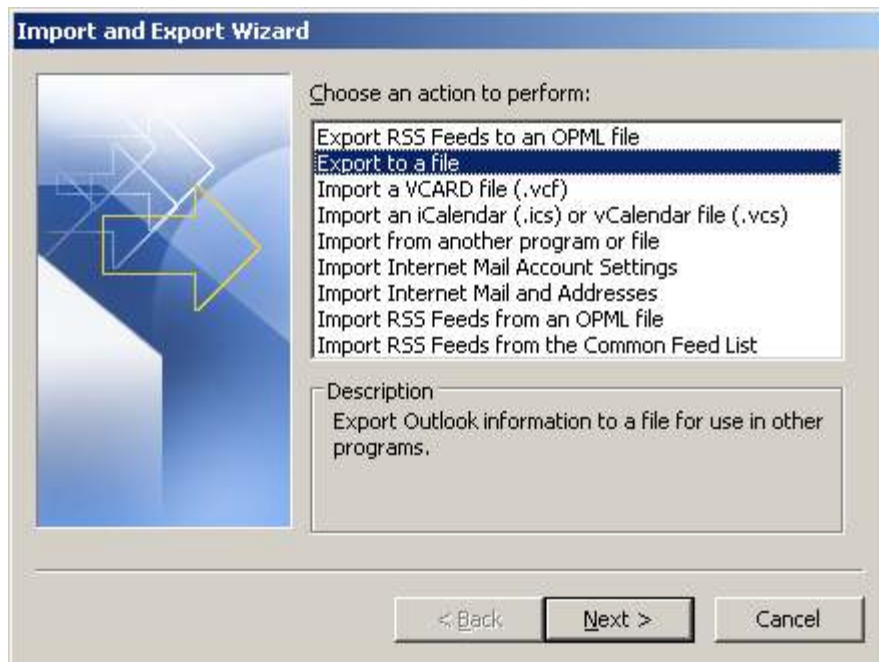 Import and Export Wizard
Choose an action to perform:
Export RSS Feeds to an OPML file
Export to a file
Import a VCARD file (.vcf)
Import an iCalendar (.ics) or vCalendar file (.vcs)
Import from another program or file
Import Internet Mail Account Settings
Import Internet Mail and Addresses
Import RSS Feeds from an OPML file
Import RSS Feeds from the Common Feed List
Description
Export Outlook information to a file for use in other
programs.
< Back Next > Cancel